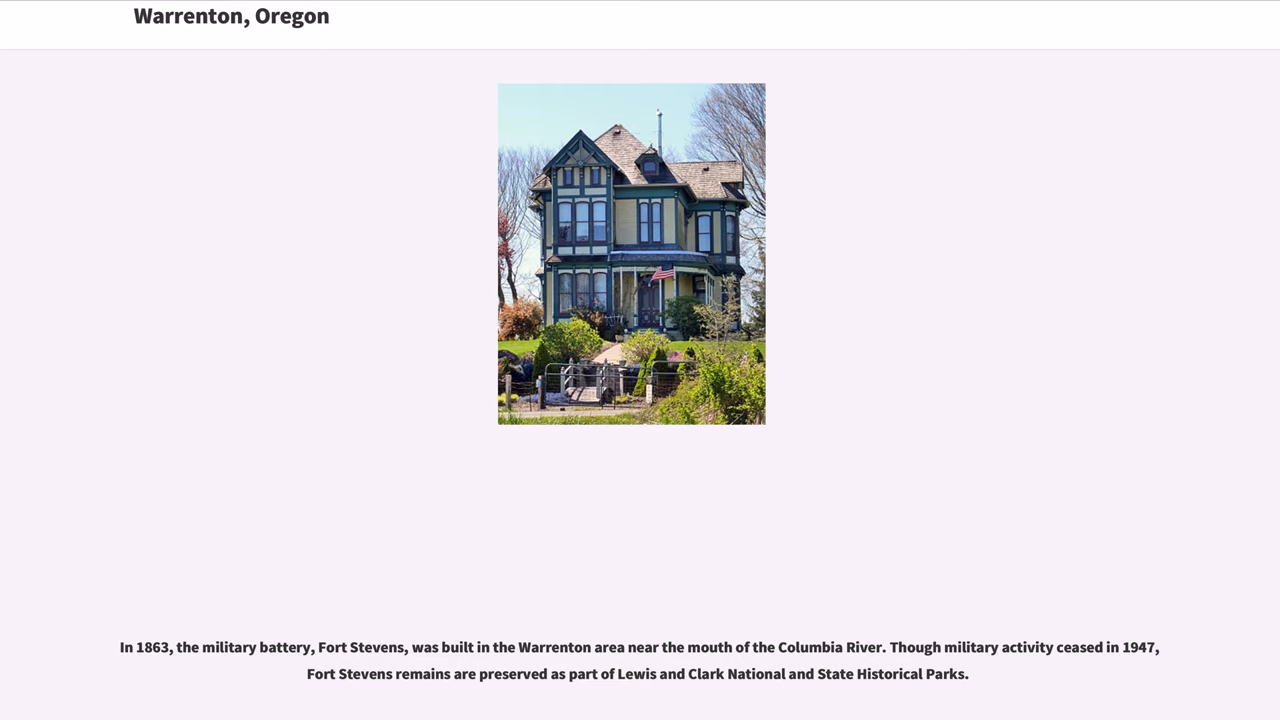 Warrenton, Oregon
In 1863, the military battery, Fort Stevens, was built in the Warrenton area near the mouth of the Columbia River. Though military activity ceased in 1947,
Fort Stevens remains are preserved as part of Lewis and Clark National and State Historical Parks.